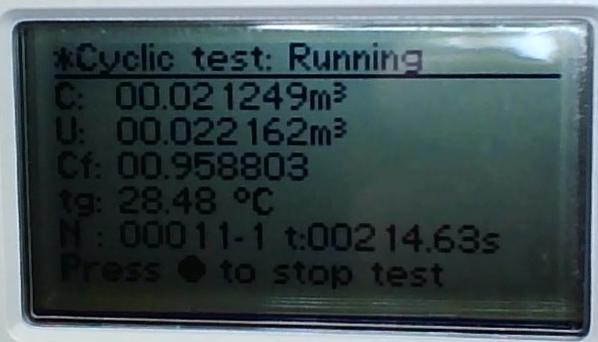 *Cyclic test: Running
C: 00.021249m³
U: 00.022162m³
Cf: 00.958803
tg: 28.48 °C
N : 00011-1 t:00214.63s
Press ● to stop test